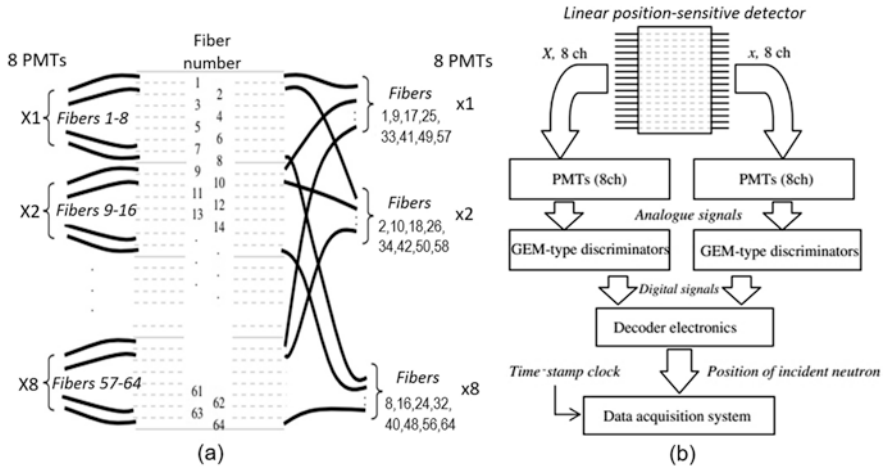 8 PMTs
Fiber
number
8 PMTs
X1
Fibers 1-8
X2
Fibers 9-16
X8
Fibers 57-64
1
2
3
4
5
6
7
8
9
10
11
12
13
14
61
62
63
64
Fibers
1,9,17,25,
33,41,49,57
x1
Fibers
2,10,18,26,
34,42,50,58
x2
Fibers
8,16,24,32,
40,48,56,64
x8
(a)
Linear position-sensitive detector
X, 8 ch
x, 8 ch
PMTs (8ch)
PMTs (8ch)
Analogue signals
GEM-type discriminators
GEM-type discriminators
Digital signals
Decoder electronics
Time-stamp clock
Position of incident neutron
Data acquisition system
(b)